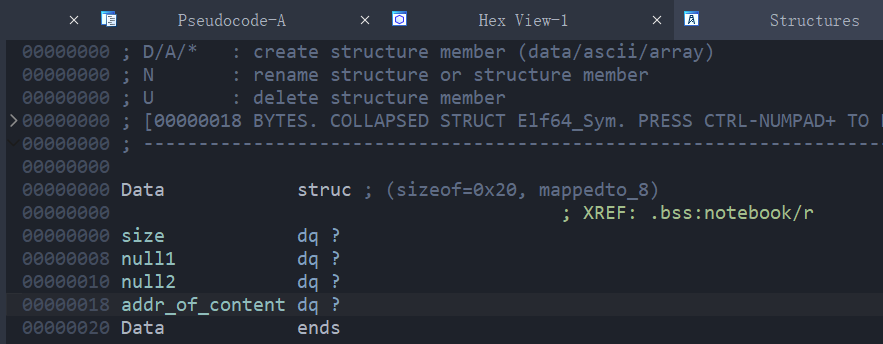 × Pseudocode-A × Hex View-1 × Structures
00000000 ; D/A/* : create structure member (data/ascii/array)
00000000 ; N : rename structure or structure member
00000000 ; U : delete structure member
00000000 ; [00000018 BYTES. COLLAPSED STRUCT Elf64_Sym. PRESS CTRL-NUMPAD+ TO
00000000 ; ----------------------------------------------------------------------
00000000
00000000 Data struc ; (sizeof=0x20, mappedto_8)
00000000 ; XREF: .bss:notebook/r
00000000 size dq ?
00000008 null1 dq ?
00000010 null2 dq ?
00000018 addr_of_content dq ?
00000020 Data ends